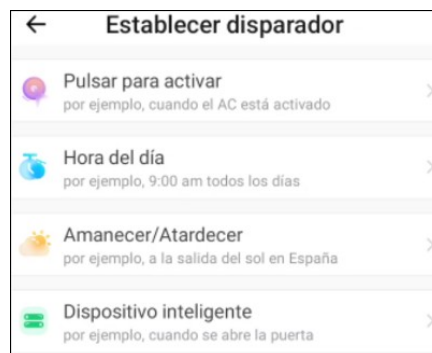 Establecer disparador
Pulsar para activar
por ejemplo, cuando el AC está activado
Hora del día
por ejemplo, 9:00 am todos los días
Amanecer/Atardecer
por ejemplo, a la salida del sol en España
Dispositivo inteligente
por ejemplo, cuando se abre la puerta